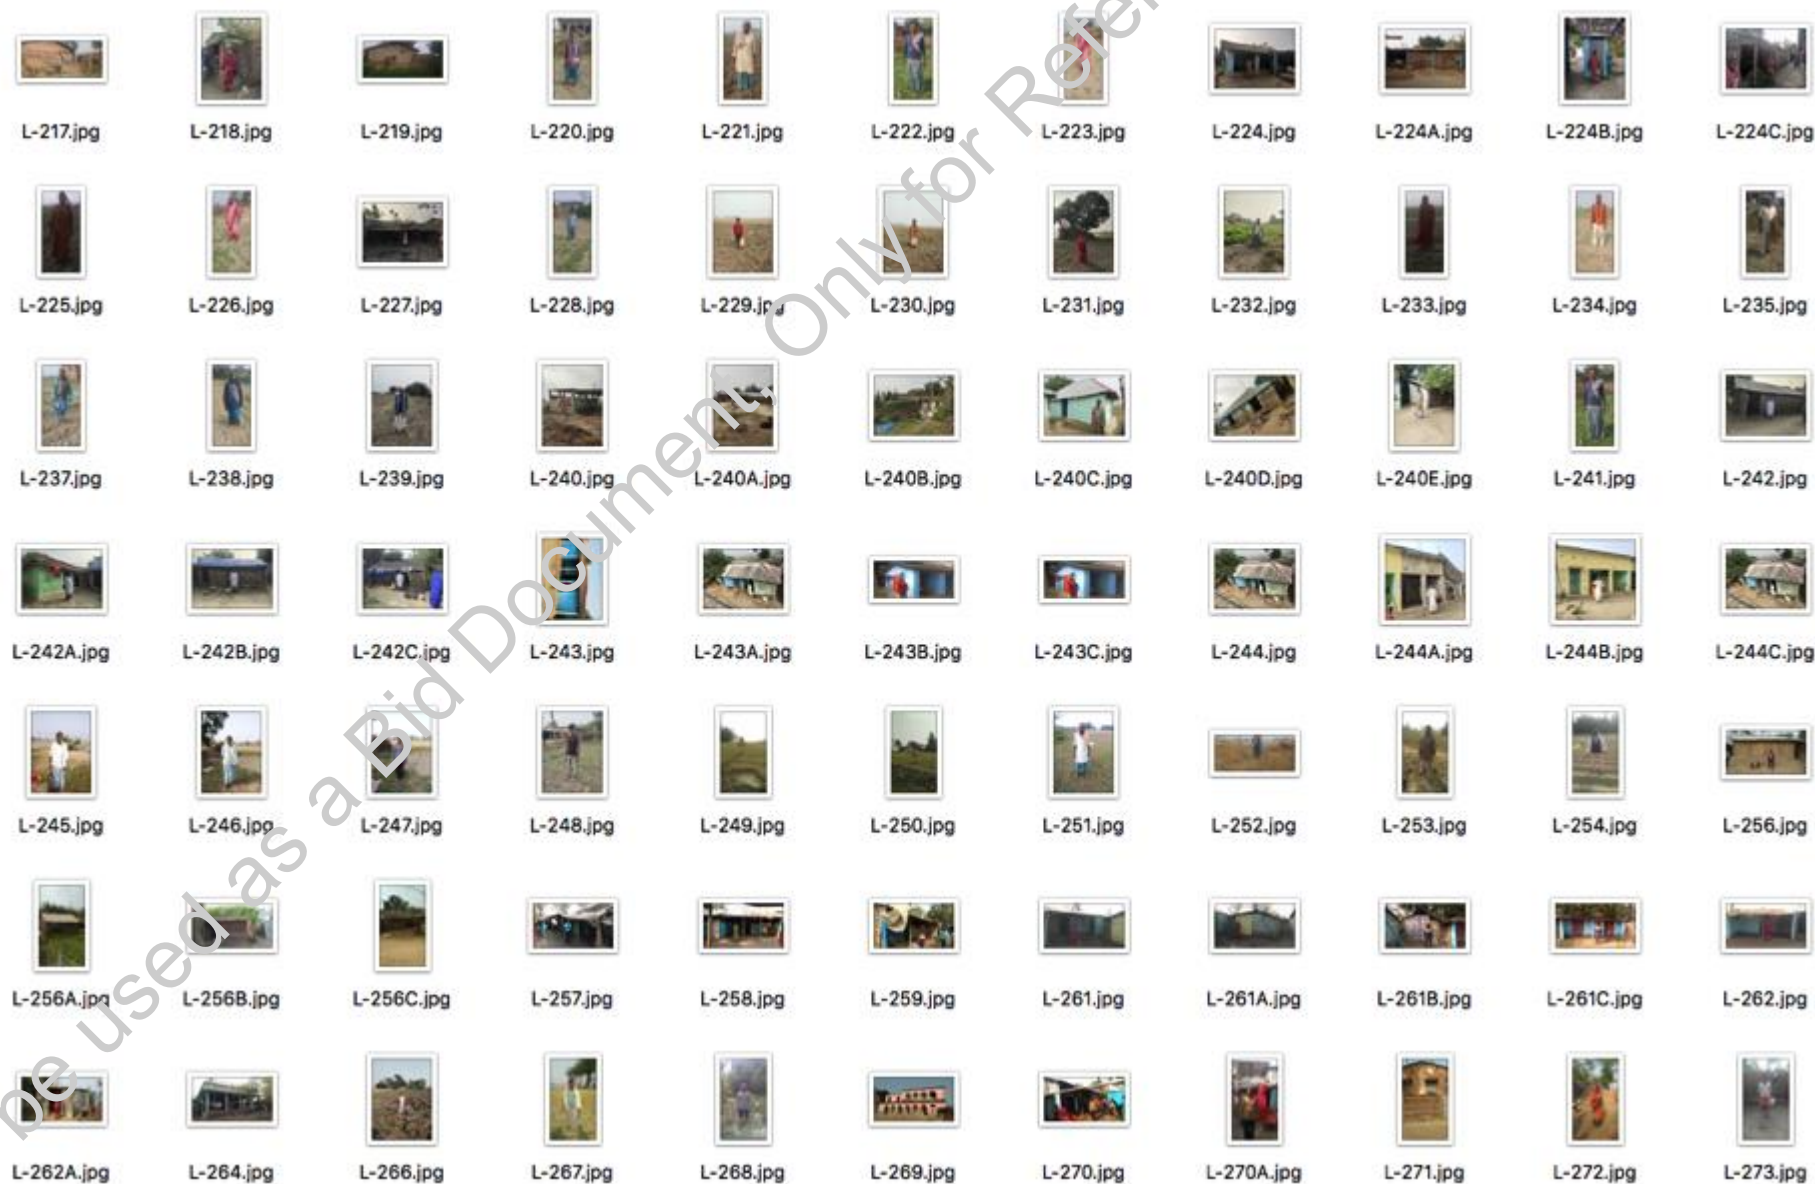 L-217.jpg L-218.jpg L-219.jpg L-220.jpg L-221.jpg L-222.jpg L-223.jpg L-224.jpg L-224A.jpg L-224B.jpg L-224C.jpg
L-225.jpg L-226.jpg L-227.jpg L-228.jpg L-229.jpg L-230.jpg L-231.jpg L-232.jpg L-233.jpg L-234.jpg L-235.jpg
L-237.jpg L-238.jpg L-239.jpg L-240.jpg L-240A.jpg L-240B.jpg L-240C.jpg L-240D.jpg L-240E.jpg L-241.jpg L-242.jpg
L-242A.jpg L-242B.jpg L-242C.jpg L-243.jpg L-243A.jpg L-243B.jpg L-243C.jpg L-244.jpg L-244A.jpg L-244B.jpg L-244C.jpg
L-245.jpg L-246.jpg L-247.jpg L-248.jpg L-249.jpg L-250.jpg L-251.jpg L-252.jpg L-253.jpg L-254.jpg L-256.jpg
L-256A.jpg L-256B.jpg L-256C.jpg L-257.jpg L-258.jpg L-259.jpg L-261.jpg L-261A.jpg L-261B.jpg L-261C.jpg L-262.jpg
L-262A.jpg L-264.jpg L-266.jpg L-267.jpg L-268.jpg L-269.jpg L-270.jpg L-270A.jpg L-271.jpg L-272.jpg L-273.jpg
be used as a Bid Document, Only for Refer